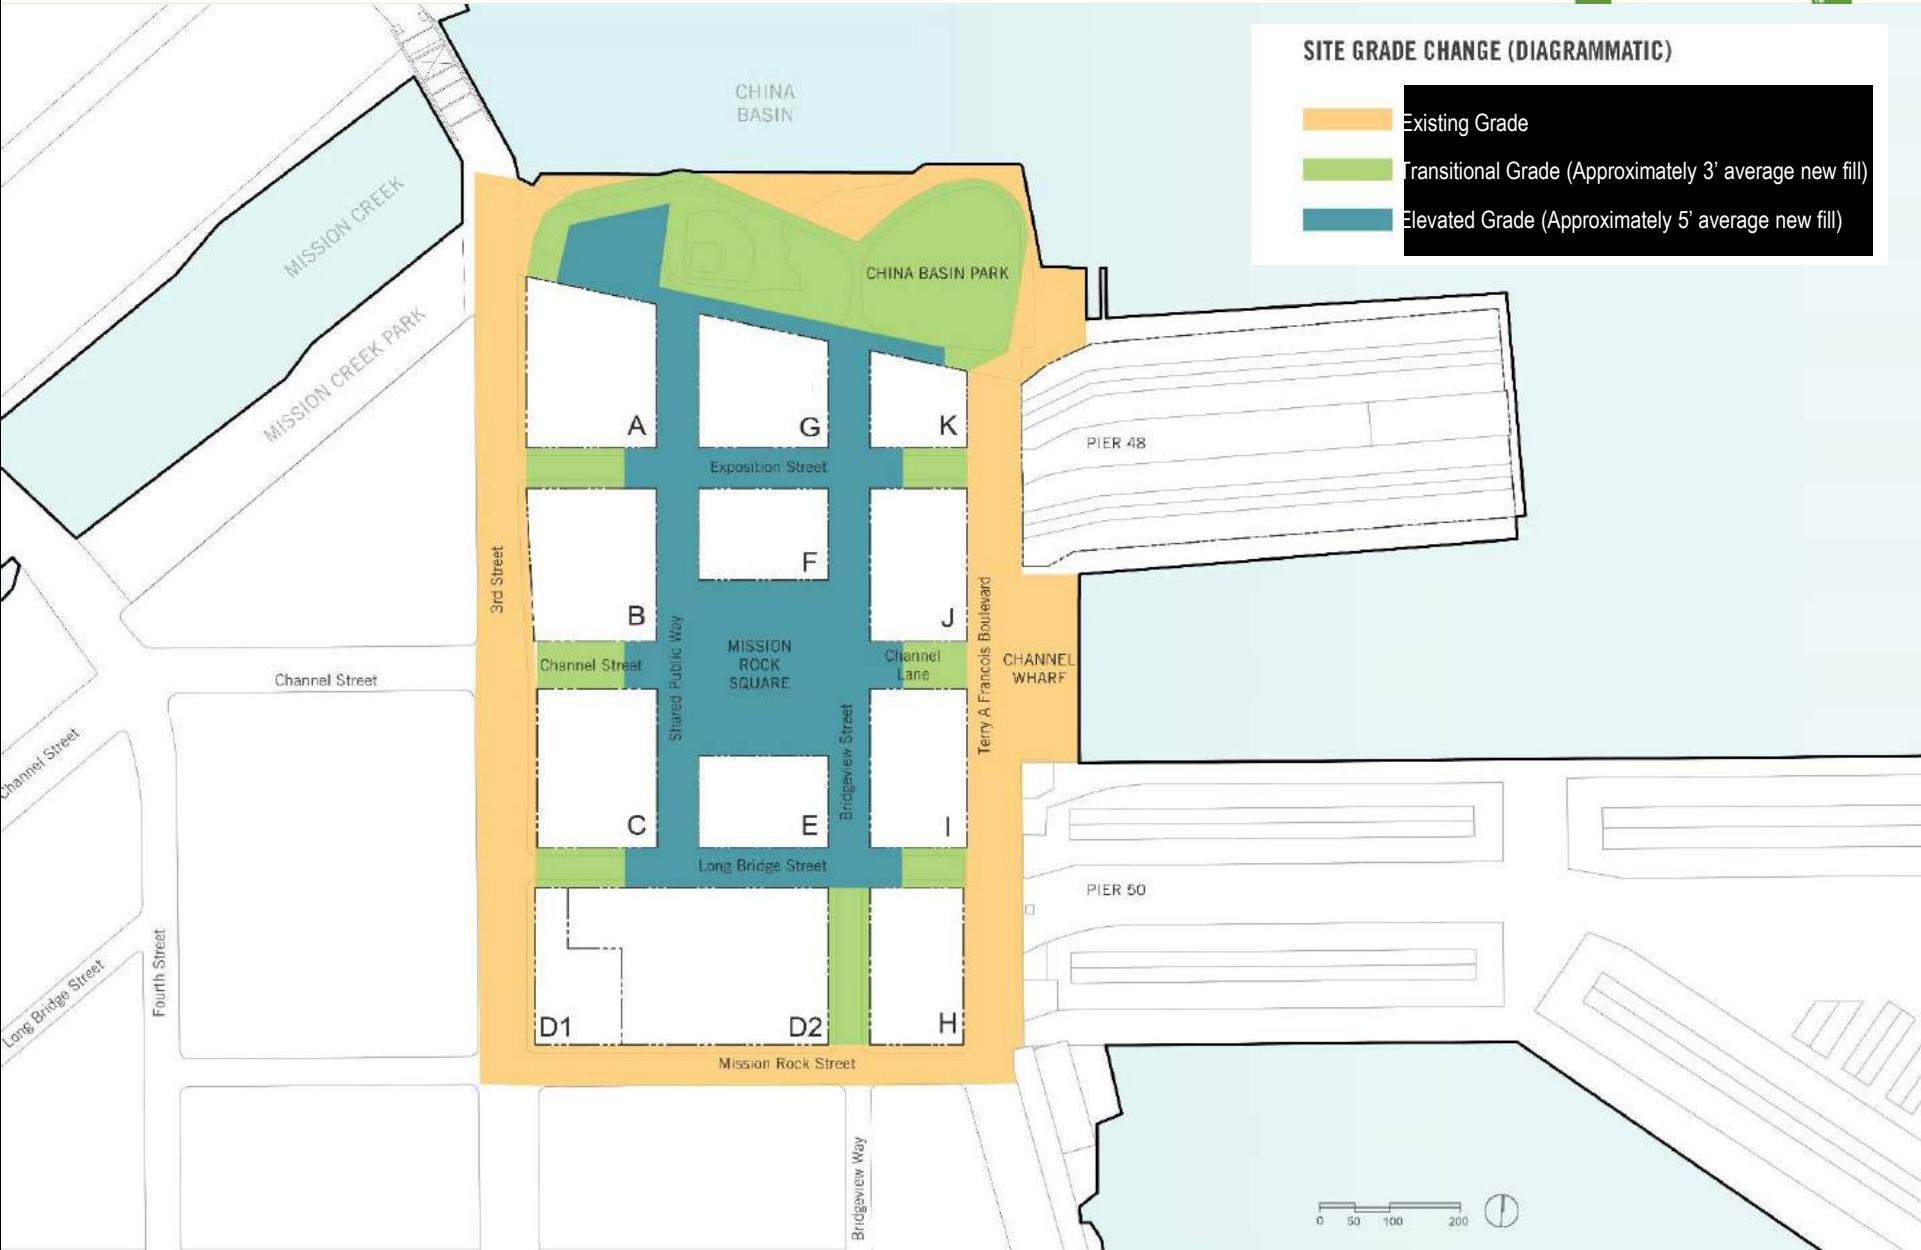 SITE GRADE CHANGE (DIAGRAMMATIC)
Existing Grade
Transitional Grade (Approximately 3’ average new fill)
Elevated Grade (Approximately 5’ average new fill)
CHINA
BASIN
MISSION CREEK
MISSION CREEK PARK
CHINA BASIN PARK
A
G
K
PIER 48
Exposition Street
F
3rd Street
B
J
Terry A Francois Boulevard
Shared Public Way
MISSION
ROCK
SQUARE
Channel Street
Channel
Lane
CHANNEL
WHARF
Channel Street
Channel Street
Bridgeview Street
C
E
I
Long Bridge Street
PIER 50
Fourth Street
Long Bridge Street
D1
D2
H
Mission Rock Street
Bridgeview Way
0 50 100 200